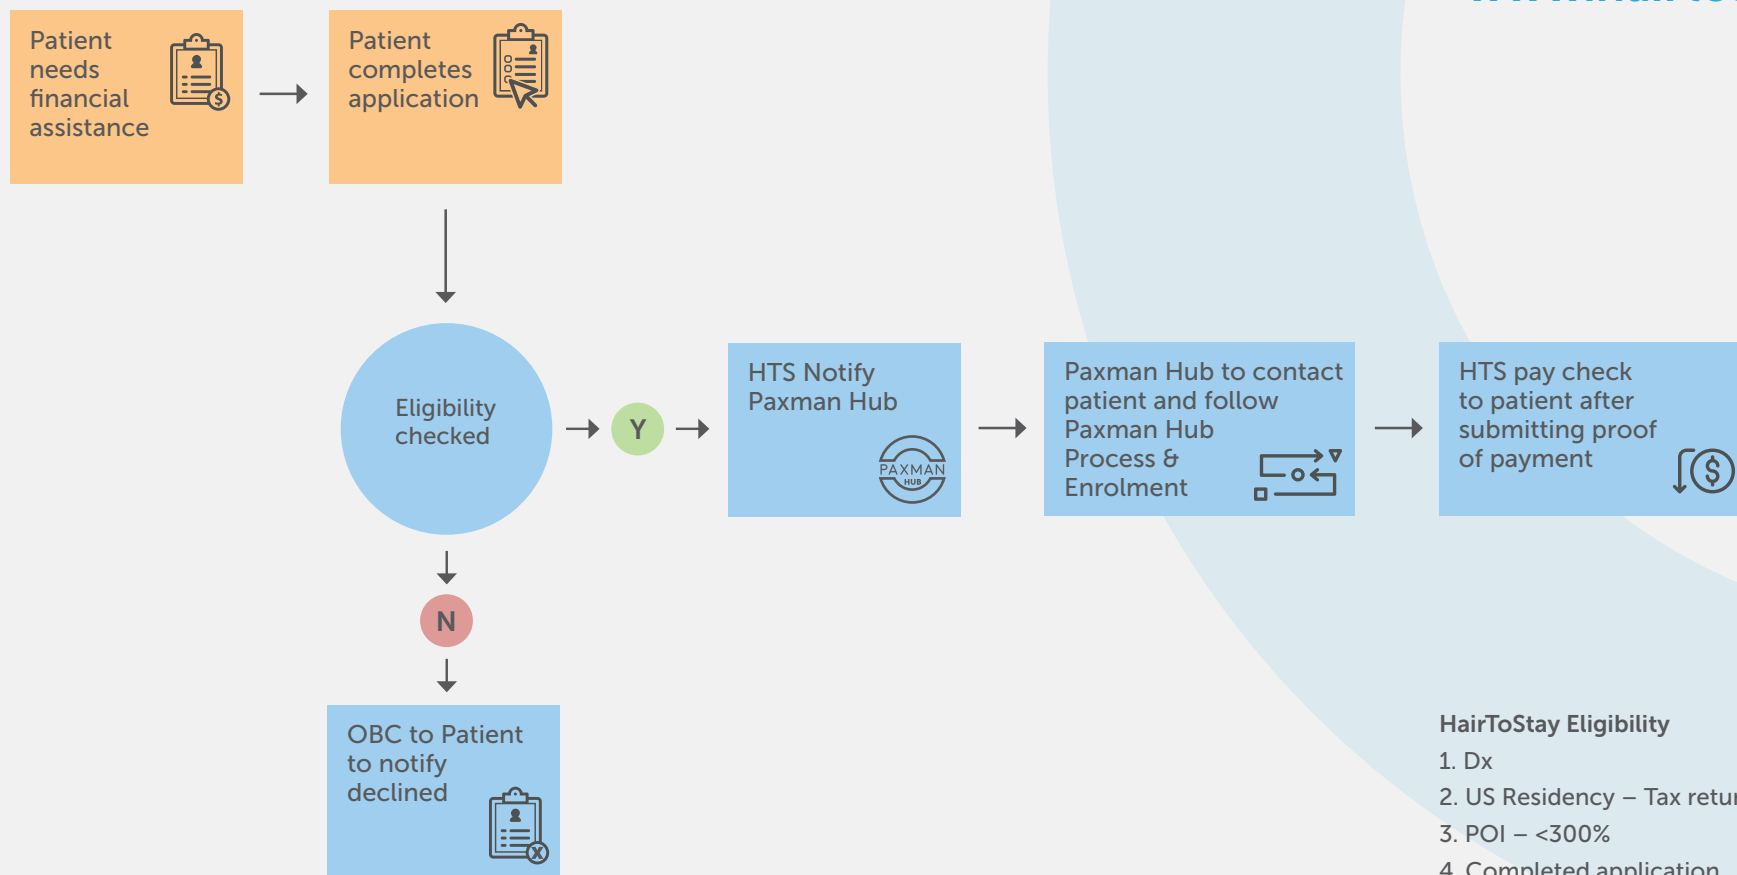 Patient
needs
financial
assistance
Patient
completes
application
Eligibility
checked
Y
HTS Notify
Paxman Hub
PAXMAN
HUB
Paxman Hub to contact
patient and follow
Paxman Hub
Process &
Enrolment
HTS pay check
to patient after
submitting proof
of payment
N
OBC to Patient
to notify
declined
HairToStay Eligibility
1. Dx
2. US Residency – Tax retur
3. POI – <300%
4. Completed application